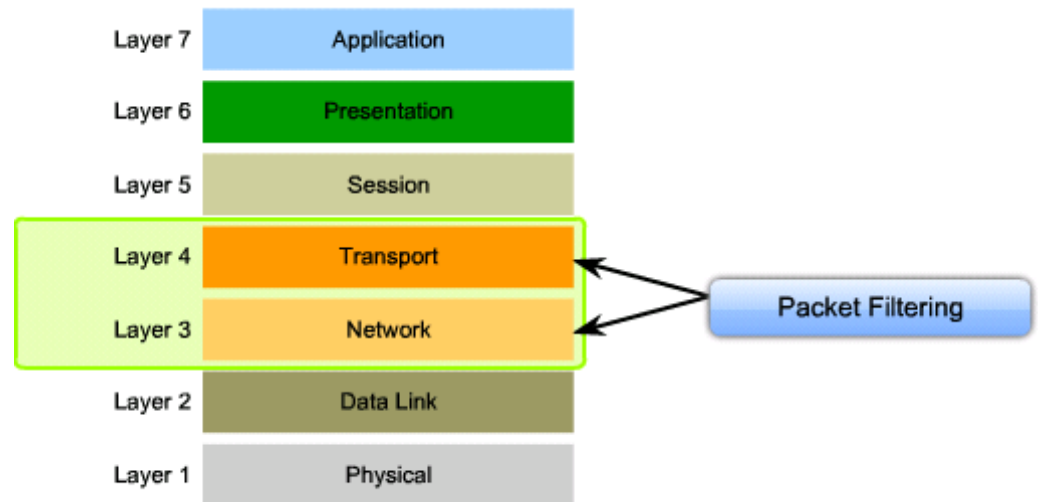 Layer 7 Application
Layer 6 Presentation
Layer 5 Session
Layer 4 Transport
Packet Filtering
Layer 3 Network
Layer 2 Data Link
Layer 1 Physical